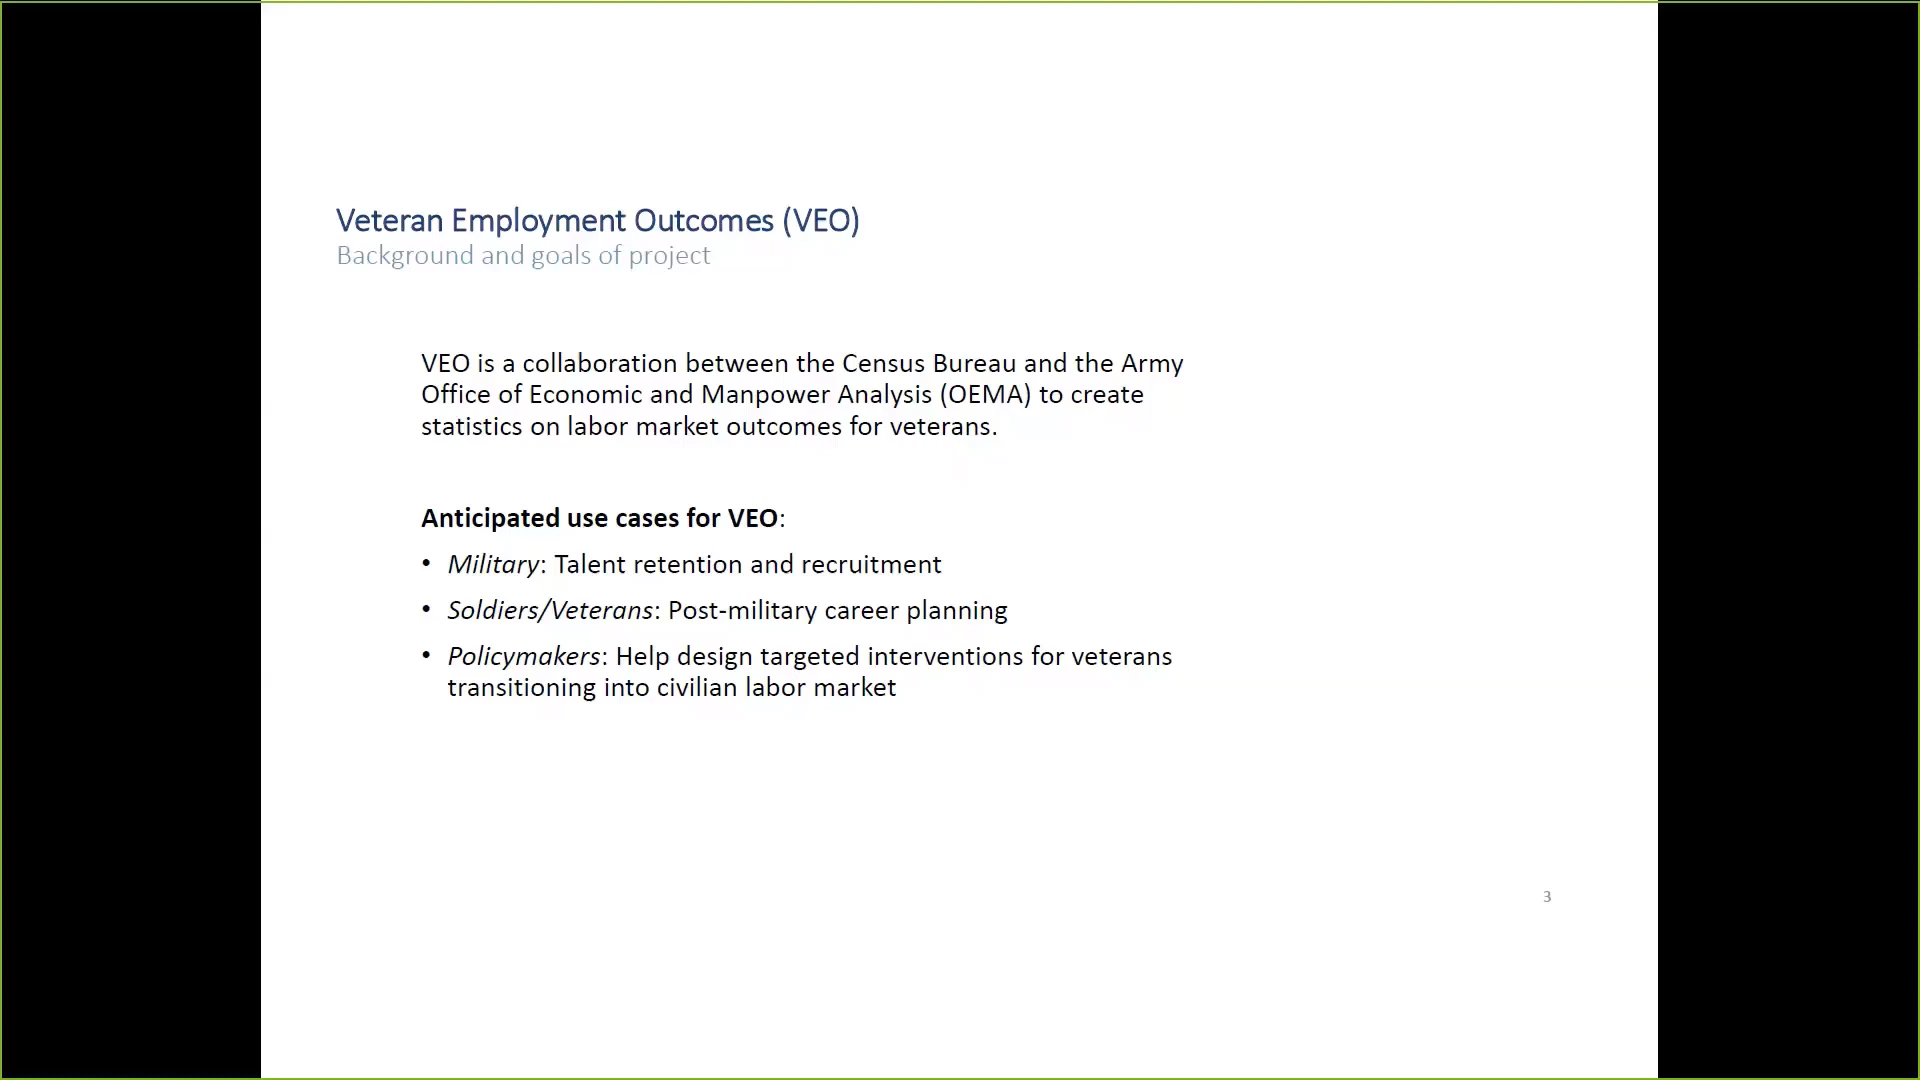 Veteran Employment Outcomes (VEO)
Background and goals of project
VEO is a collaboration between the Census Bureau and the Army
Office of Economic and Manpower Analysis (OEMA) to create
statistics on labor market outcomes for veterans.
Anticipated use cases for VEO:
• Military: Talent retention and recruitment
• Soldiers/Veterans: Post-military career planning
• Policymakers: Help design targeted interventions for veterans
transitioning into civilian labor market
3